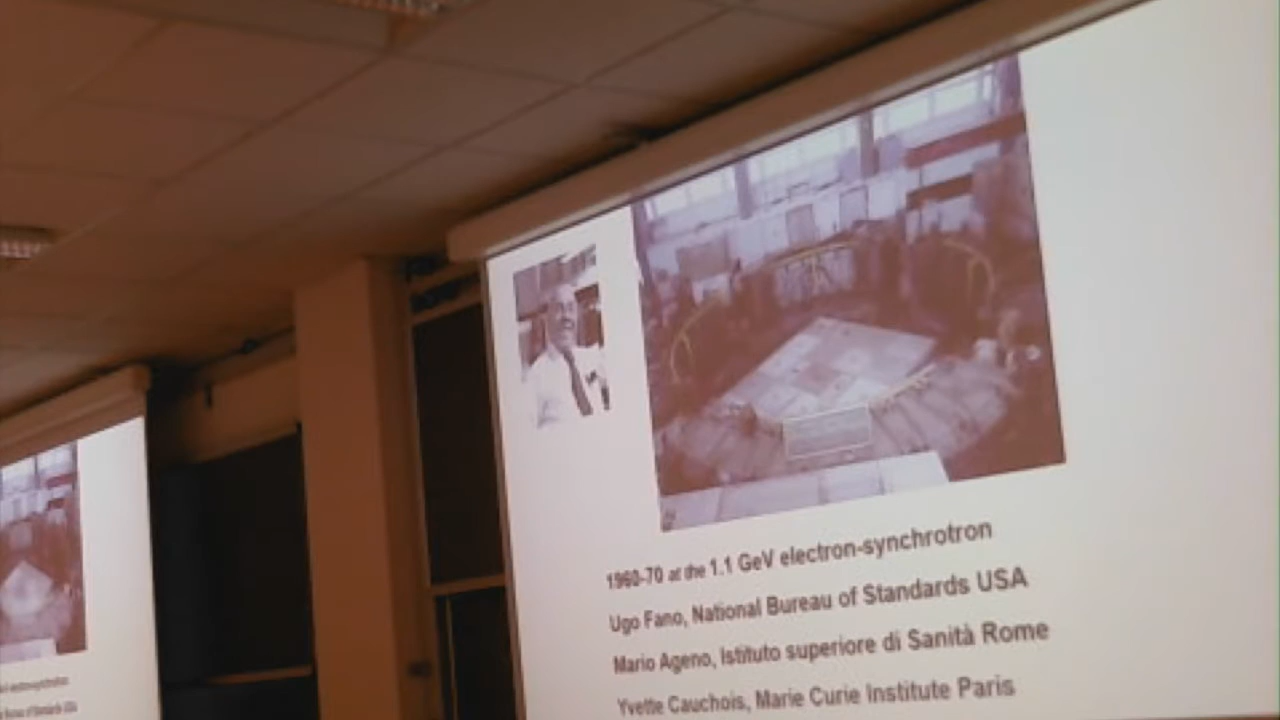 1960-70 at the 1.1 GeV electron-synchrotron
Ugo Fano, National Bureau of Standards USA
Mario Ageno, Istituto superiore di Sanità Rome
Yvette Cauchois, Marie Curie Institute Paris